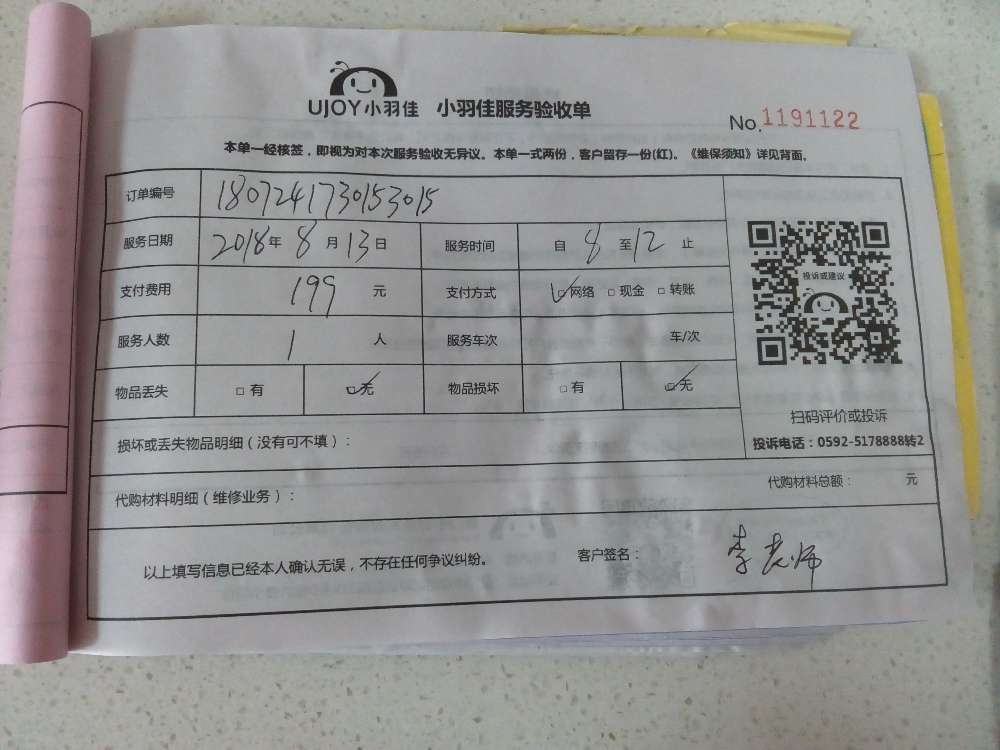 UJOY小羽佳 小羽佳服务验收单
No.1191122
本单一经核签，即视为对本次服务验收无异议。本单一式两份，客户留存一份(红)。《维保须知》详见背面。
订单编号 1807241730153015
服务日期 2018年 8月 13日 服务时间 自 8 至 12 止
支付费用 199 元 支付方式 ☑网络 □现金 □转账
服务人数 1 人 服务车次 车/次
物品丢失 □有 ☑无 物品损坏 □有 ☑无
投诉或建议
扫码评价或投诉
投诉电话：0592-5178888转2
损坏或丢失物品明细（没有可不填）：
代购材料明细（维修业务）： 代购材料总额： 元
以上填写信息已经本人确认无误，不存在任何争议纠纷。 客户签名： 李老师